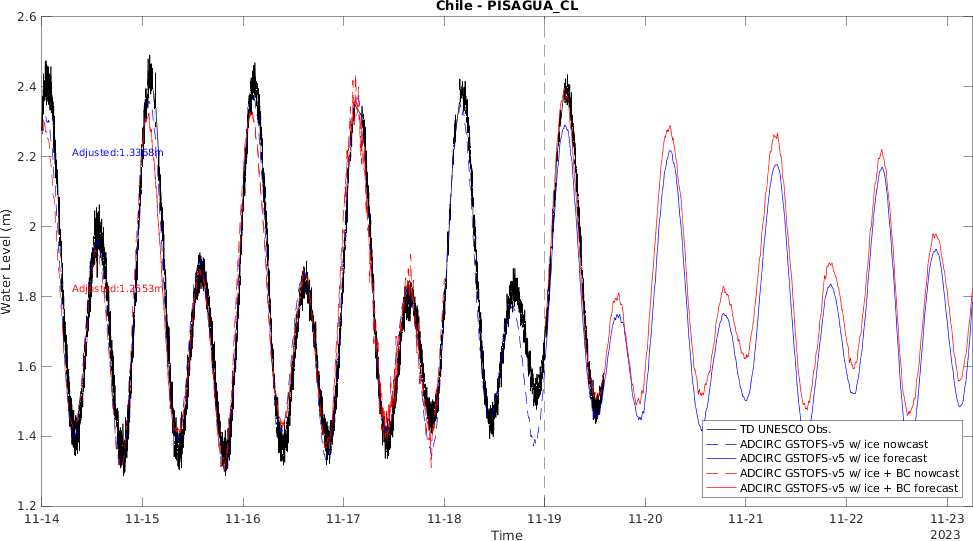 Chile - PISAGUA_CL
Water Level (m)
2.6
2.4
2.2
2
1.8
1.6
1.4
1.2
Adjusted:1.3368m
Adjusted:1.2553m
TD UNESCO Obs.
ADCIRC GSTOFS-v5 w/ ice nowcast
ADCIRC GSTOFS-v5 w/ ice forecast
ADCIRC GSTOFS-v5 w/ ice + BC nowcast
ADCIRC GSTOFS-v5 w/ ice + BC forecast
11-14 11-15 11-16 11-17 11-18 11-19 11-20 11-21 11-22 11-23
2023
Time